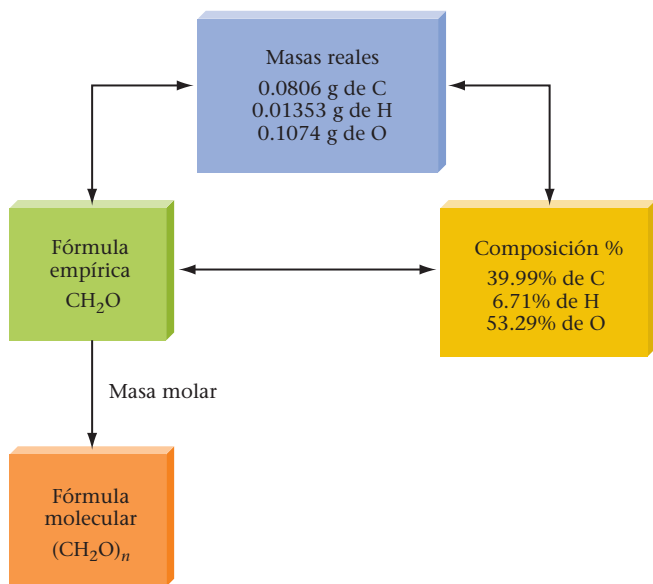 Masas reales
0.0806 g de C
0.01353 g de H
0.1074 g de O
Fórmula
empírica
CH₂O
Composición %
39.99% de C
6.71% de H
53.29% de O
Masa molar
Fórmula
molecular
(CH₂O)ₙ